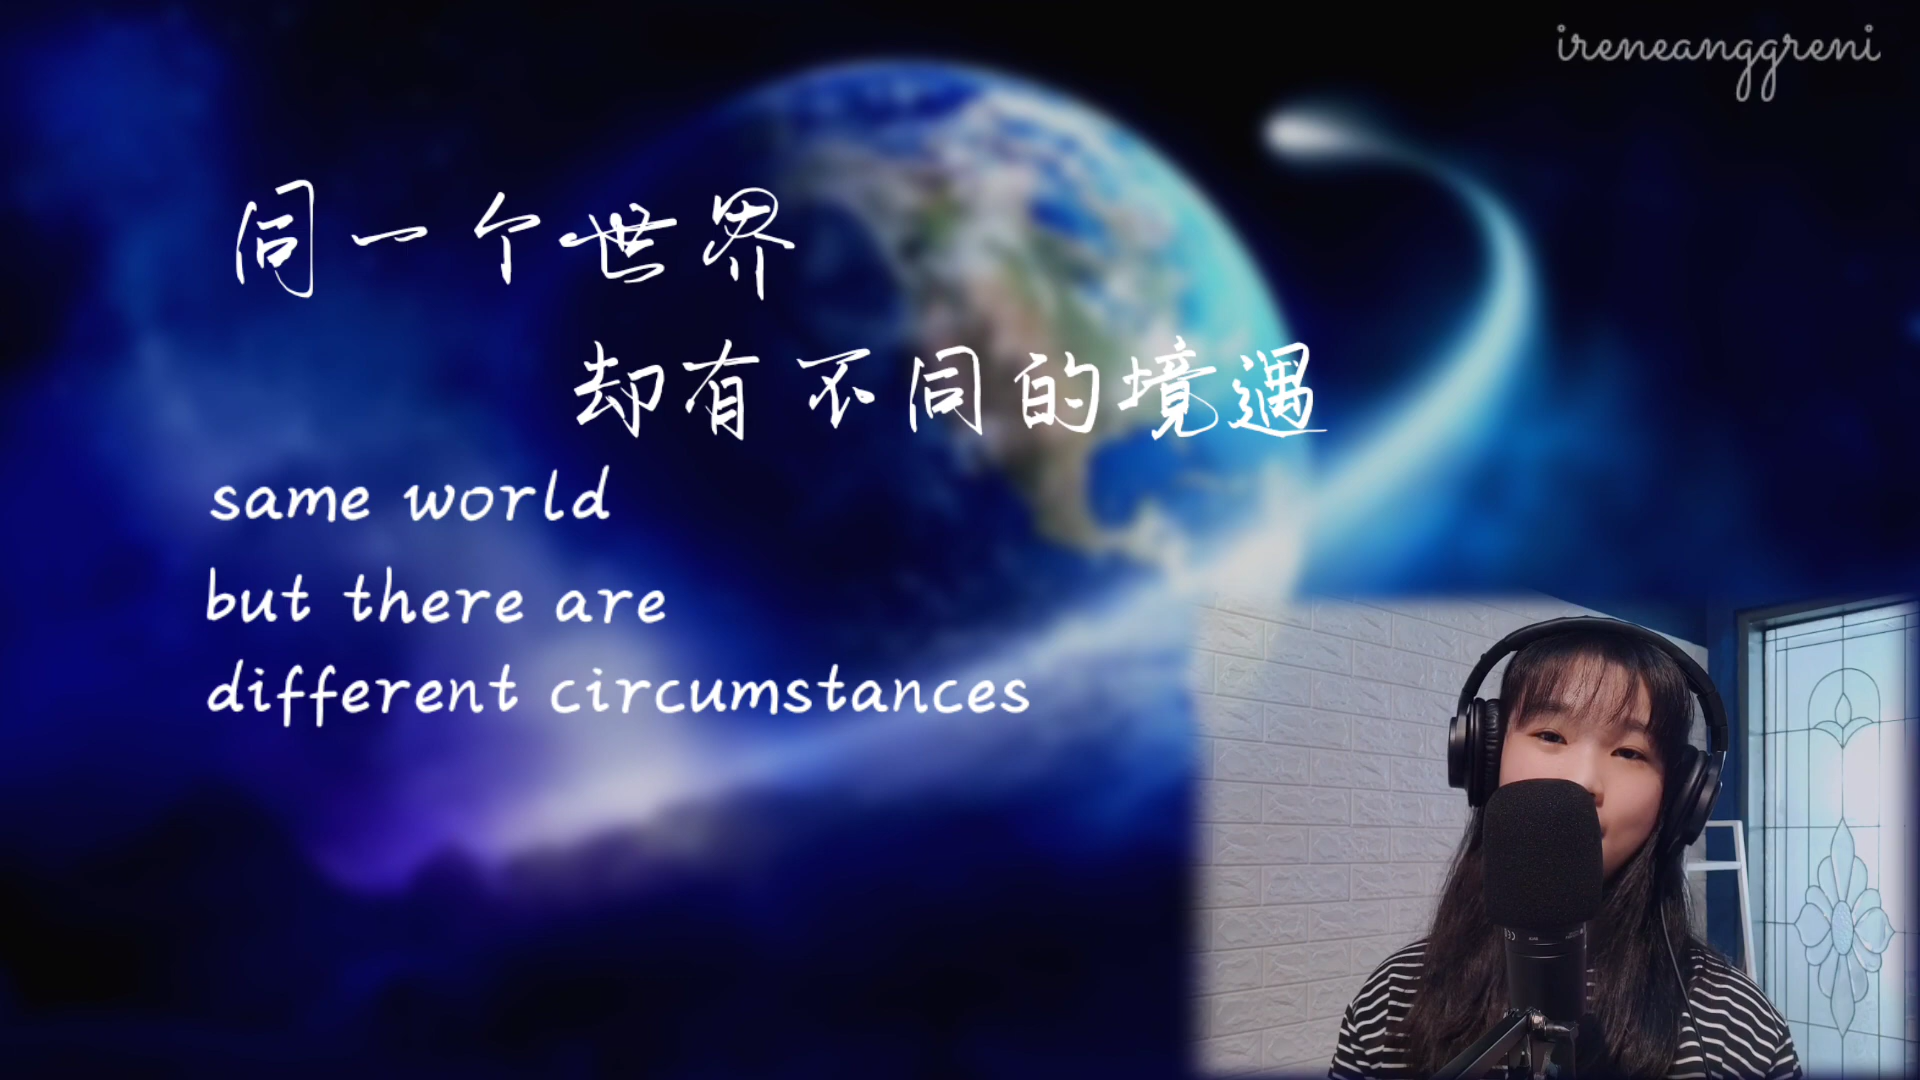 ireneanggreni
同一个世界
却有不同的境遇
same world
but there are
different circumstances